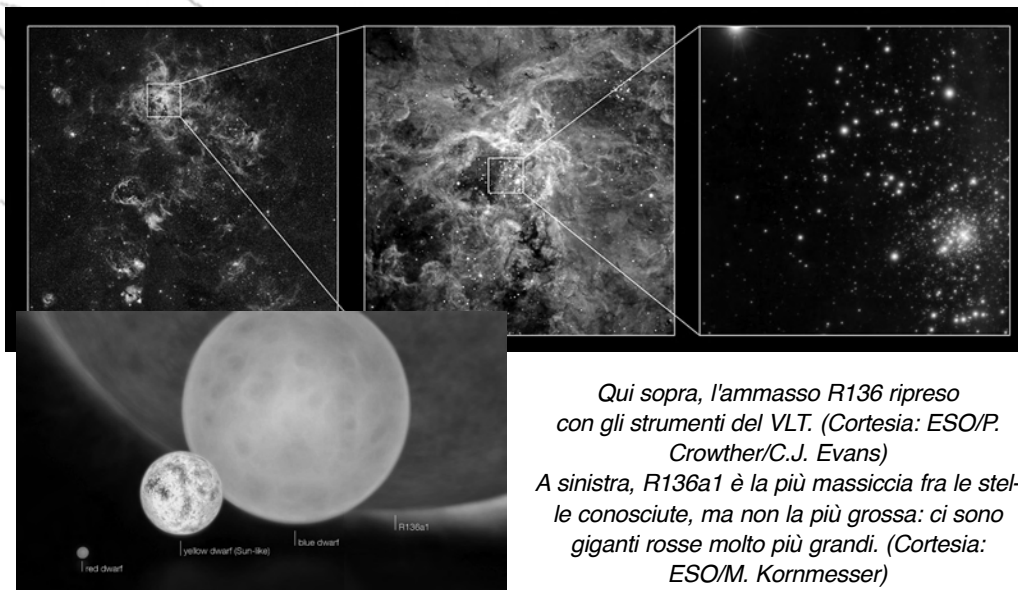 Qui sopra, l'ammasso R136 ripreso
con gli strumenti del VLT. (Cortesia: ESO/P.
Crowther/C.J. Evans)
A sinistra, R136a1 è la più massiccia fra le stel-
le conosciute, ma non la più grossa: ci sono
giganti rosse molto più grandi. (Cortesia:
ESO/M. Kornmesser)
R136a1
blue dwarf
yellow dwarf (Sun-like)
red dwarf